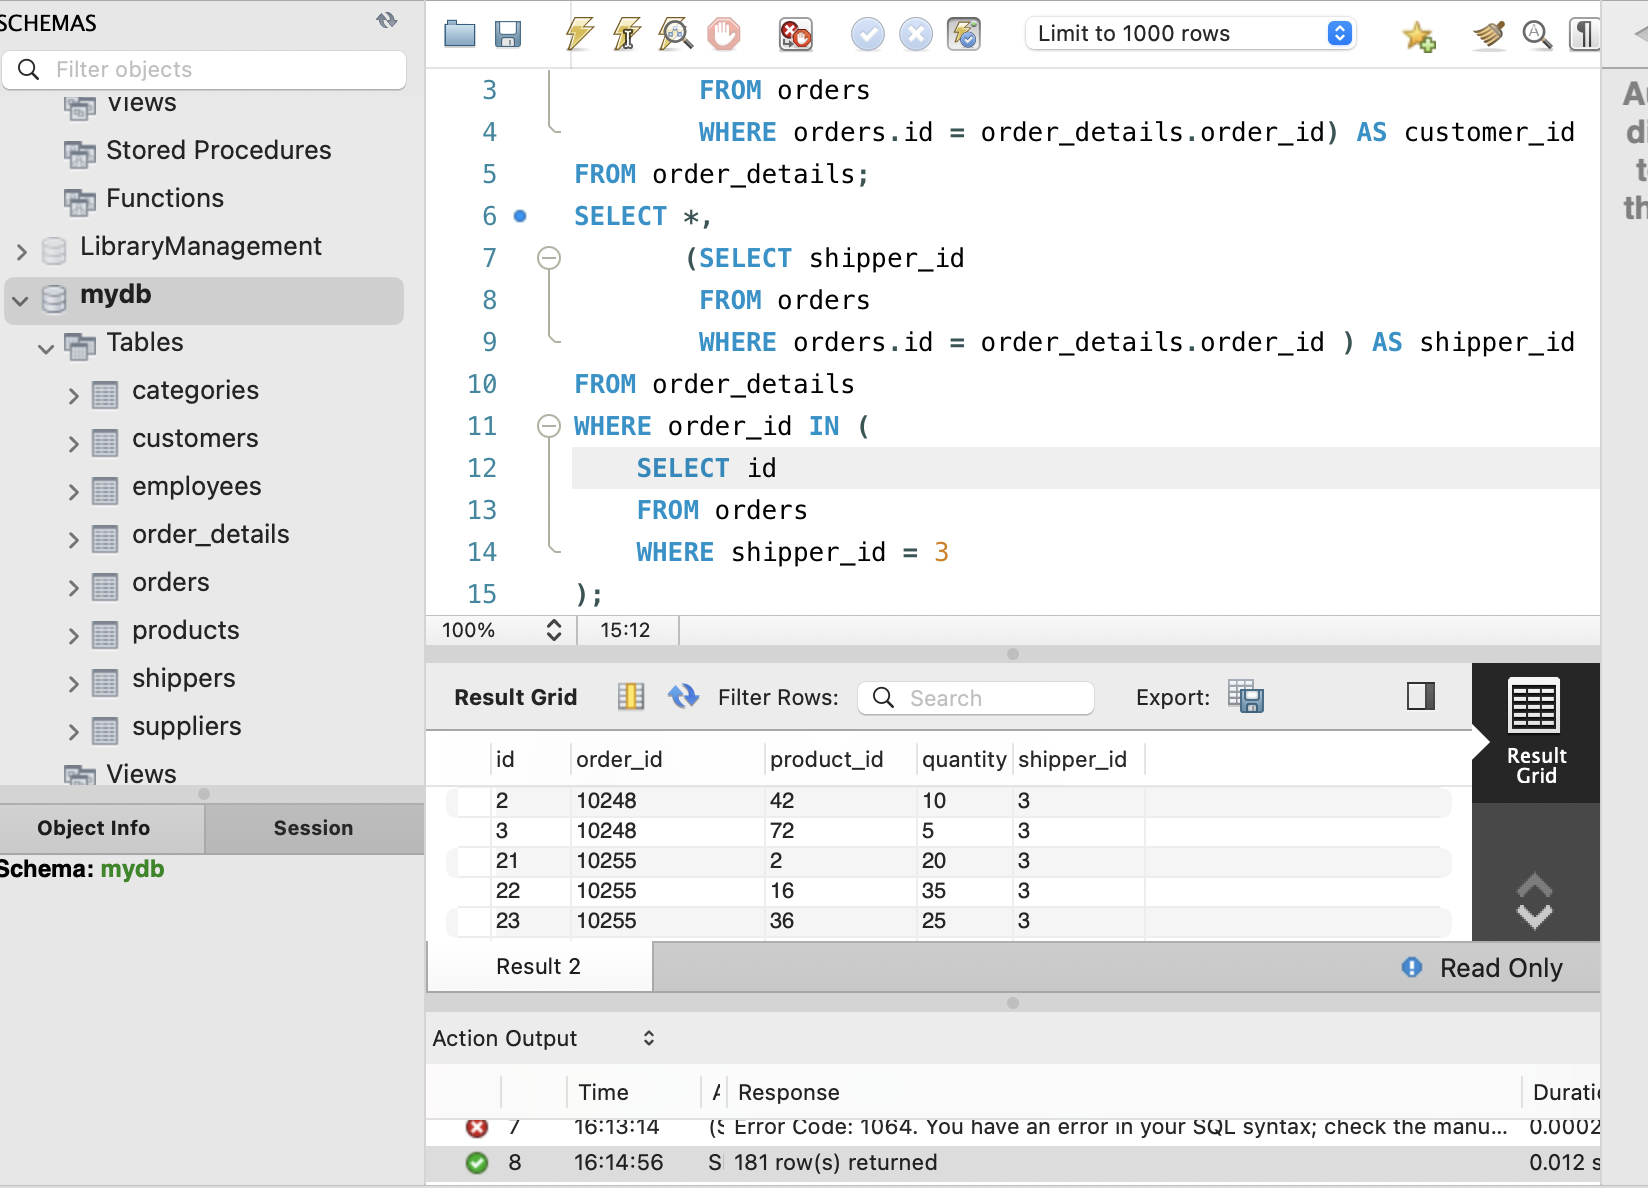 SCHEMAS
Filter objects
Views
Stored Procedures
Functions
LibraryManagement
mydb
Tables
categories
customers
employees
order_details
orders
products
shippers
suppliers
Views
Object Info Session
Schema: mydb
Limit to 1000 rows
3 FROM orders
4 WHERE orders.id = order_details.order_id) AS customer_id
5 FROM order_details;
6 SELECT *,
7 (SELECT shipper_id
8 FROM orders
9 WHERE orders.id = order_details.order_id ) AS shipper_id
10 FROM order_details
11 WHERE order_id IN (
12 SELECT id
13 FROM orders
14 WHERE shipper_id = 3
15 );
100% 15:12
Result Grid Filter Rows: Search Export:
id order_id product_id quantity shipper_id
2 10248 42 10 3
3 10248 72 5 3
21 10255 2 20 3
22 10255 16 35 3
23 10255 36 25 3
Result
Grid
Result 2 Read Only
Action Output
Time Response Duratio
7 16:13:14 (S Error Code: 1064. You have an error in your SQL syntax; check the manu... 0.0002
8 16:14:56 S 181 row(s) returned 0.012 s